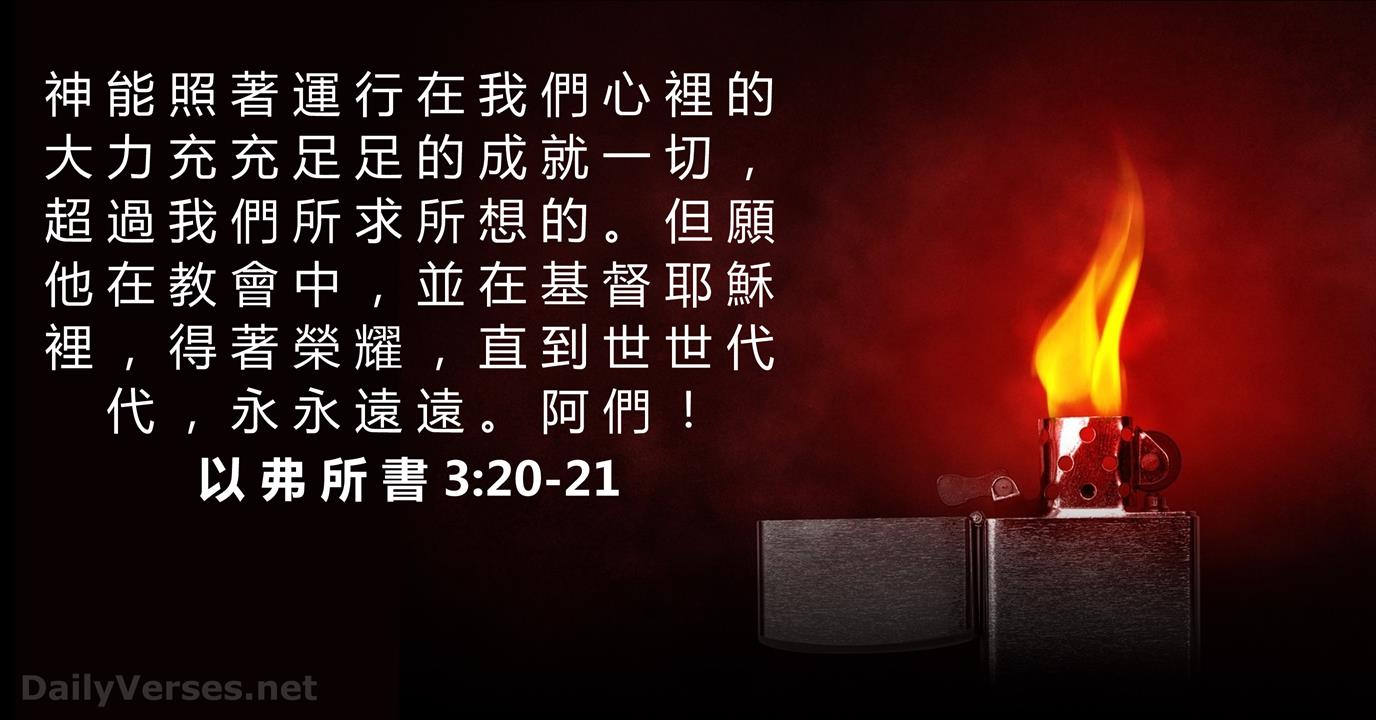 神能照著運行在我們心裡的
大力充充足足的成就一切，
超過我們所求所想的。但願
他在教會中，並在基督耶穌
裡，得著榮耀，直到世世代
代，永永遠遠。阿們！
以弗所書 3:20-21
DailyVerses.net